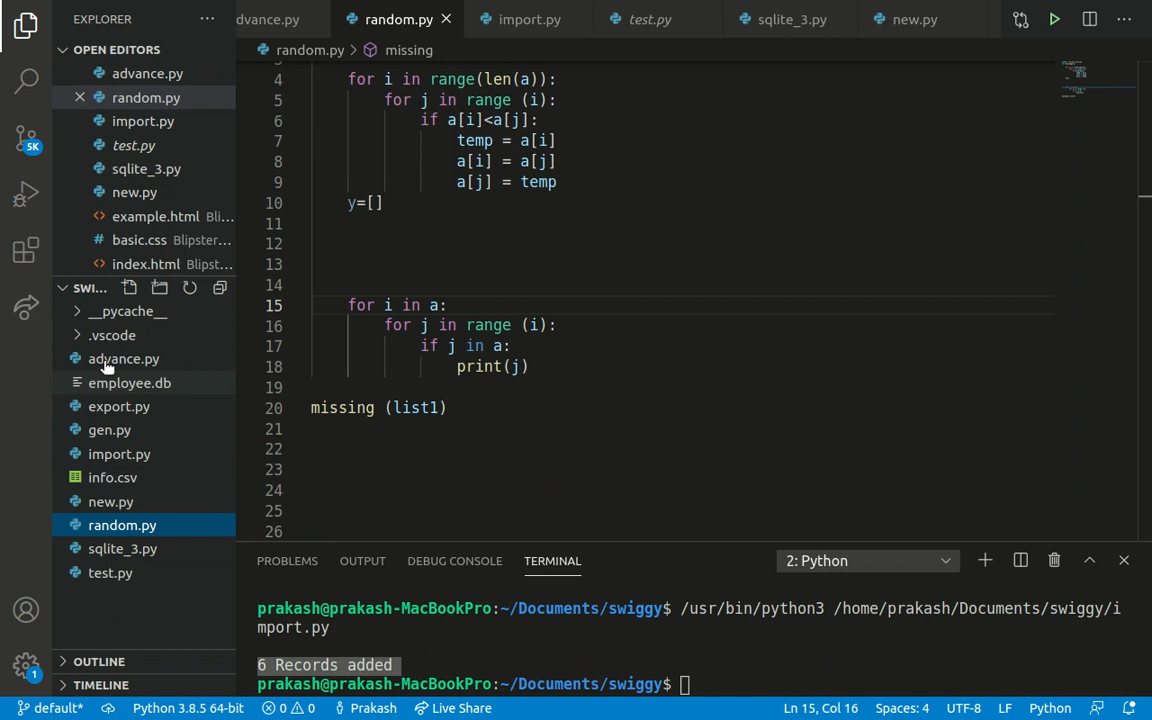 EXPLORER
OPEN EDITORS
advance.py
random.py
import.py
test.py
sqlite_3.py
new.py
example.html Bli...
basic.css Blipster...
index.html Blipst...
SWI...
__pycache__
.vscode
advance.py
employee.db
export.py
gen.py
import.py
info.csv
new.py
random.py
sqlite_3.py
test.py
OUTLINE
TIMELINE
5K
1
dvance.py random.py import.py test.py sqlite_3.py new.py
random.py > missing
4 for i in range(len(a)):
5 for j in range (i):
6 if a[i]<a[j]:
7 temp = a[i]
8 a[i] = a[j]
9 a[j] = temp
10 y=[]
11
12
13
14
15 for i in a:
16 for j in range (i):
17 if j in a:
18 print(j)
19
20 missing (list1)
21
22
23
24
25
26
PROBLEMS OUTPUT DEBUG CONSOLE TERMINAL 2: Python
prakash@prakash-MacBookPro:~/Documents/swiggy$ /usr/bin/python3 /home/prakash/Documents/swiggy/i
mport.py
6 Records added
prakash@prakash-MacBookPro:~/Documents/swiggy$
default* Python 3.8.5 64-bit 0 0 Prakash Live Share Ln 15, Col 16 Spaces: 4 UTF-8 LF Python